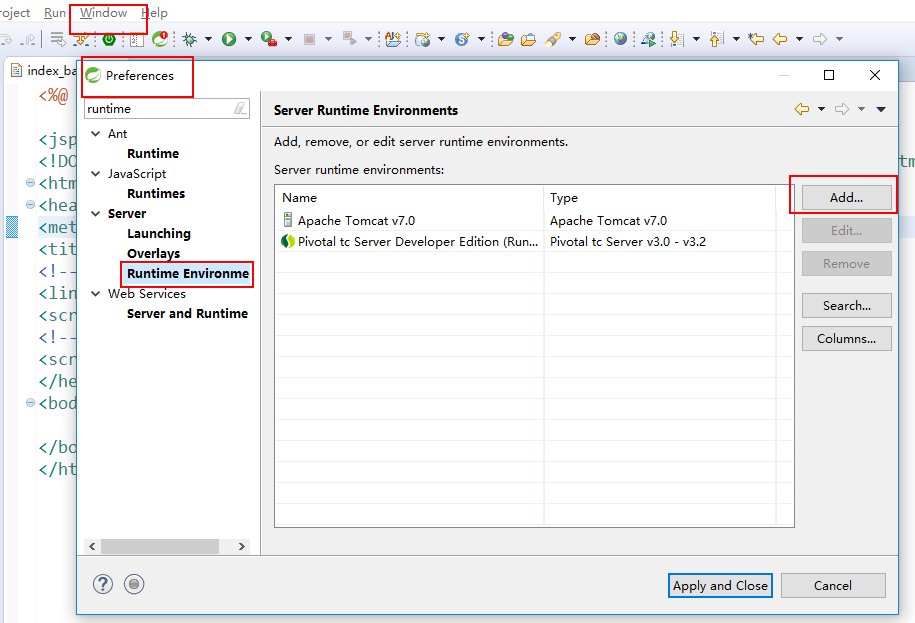 roject Run Window Help
index_ba
Preferences
<%@
<jsp
<!DO
<htm
<hea
<met
<tit
<!--
<lin
<scr
<!--
<scr
</he
<bod
</bo
</ht
tm
runtime
Ant
Runtime
JavaScript
Runtimes
Server
Launching
Overlays
Runtime Environme
Web Services
Server and Runtime
Server Runtime Environments
Add, remove, or edit server runtime environments.
Server runtime environments:
Name Type
Apache Tomcat v7.0 Apache Tomcat v7.0
Pivotal tc Server Developer Edition (Run... Pivotal tc Server v3.0 - v3.2
Add...
Edit...
Remove
Search...
Columns...
Apply and Close Cancel